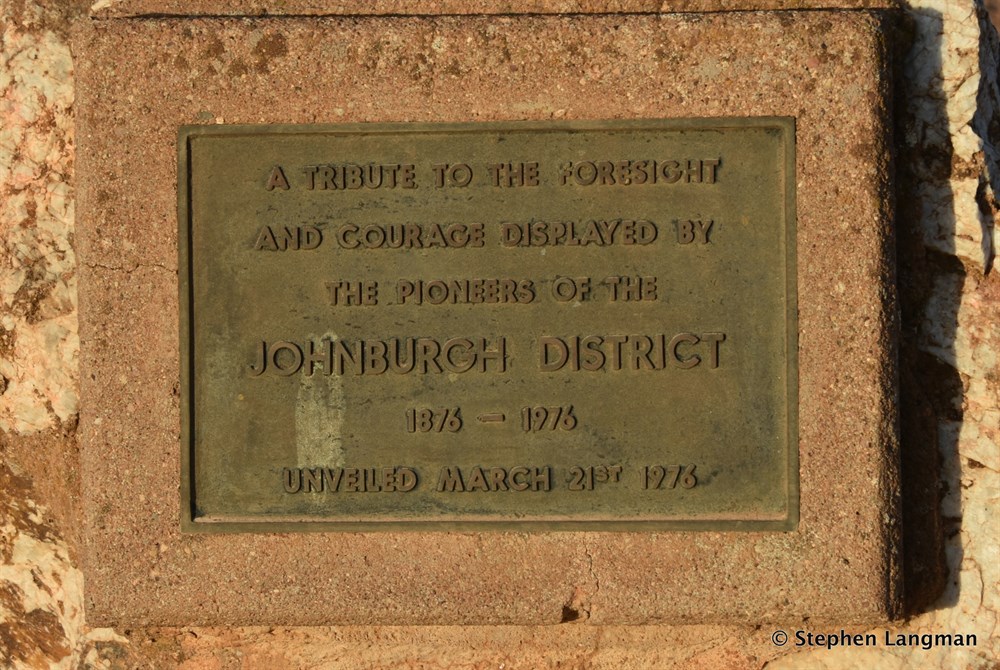 A TRIBUTE TO THE FORESIGHT
AND COURAGE DISPLAYED BY
THE PIONEERS OF THE
JOHNBURGH DISTRICT
1876 — 1976
UNVEILED MARCH 21ST 1976
© Stephen Langman